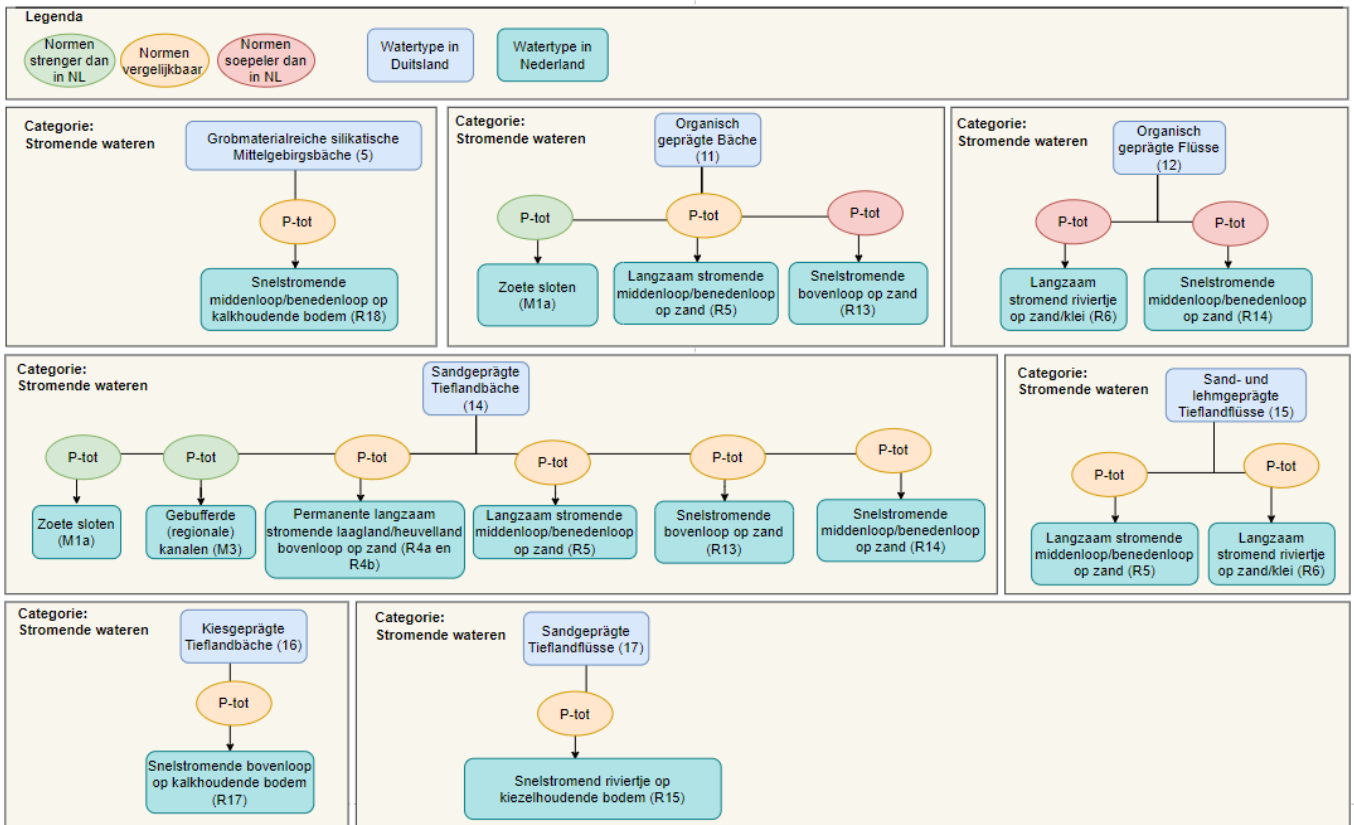 Legenda
Normen
strenger dan
in NL
Normen
vergelijkbaar
Normen
soepeler dan
in NL
Watertype in
Duitsland
Watertype in
Nederland
Categorie:
Stromende wateren
Grobmaterialreiche silikatische
Mittelgebirgsbäche (5)
P-tot
Snelstromende
middenloop/benedenloop op
kalkhoudende bodem (R18)
Categorie:
Stromende wateren
Organisch
geprägte Bäche
(11)
P-tot
P-tot
P-tot
Zoete sloten
(M1a)
Langzaam stromende
middenloop/benedenloop
op zand (R5)
Snelstromende
bovenloop op zand
(R13)
Categorie:
Stromende wateren
Organisch
geprägte Flüsse
(12)
P-tot
P-tot
Langzaam
stromend riviertje
op zand/klei (R6)
Snelstromende
middenloop/benedenloop
op zand (R14)
Categorie:
Stromende wateren
Sandgeprägte
Tieflandbäche
(14)
P-tot
P-tot
P-tot
P-tot
P-tot
P-tot
Zoete sloten
(M1a)
Gebufferde
(regionale)
kanalen (M3)
Permanente langzaam
stromende laagland/heuvelland
bovenloop op zand (R4a en
R4b)
Langzaam stromende
middenloop/benedenloop
op zand (R5)
Snelstromende
bovenloop op zand
(R13)
Snelstromende
middenloop/benedenloop
op zand (R14)
Categorie:
Stromende wateren
Sand- und
lehmgeprägte
Tieflandflüsse (15)
P-tot
P-tot
Langzaam stromende
middenloop/benedenloop
op zand (R5)
Langzaam
stromend riviertje
op zand/klei (R6)
Categorie:
Stromende wateren
Kiesgeprägte
Tieflandbäche (16)
P-tot
Snelstromende bovenloop
op kalkhoudende bodem
(R17)
Categorie:
Stromende wateren
Sandgeprägte
Tieflandflüsse (17)
P-tot
Snelstromend riviertje op
kiezelhoudende bodem (R15)